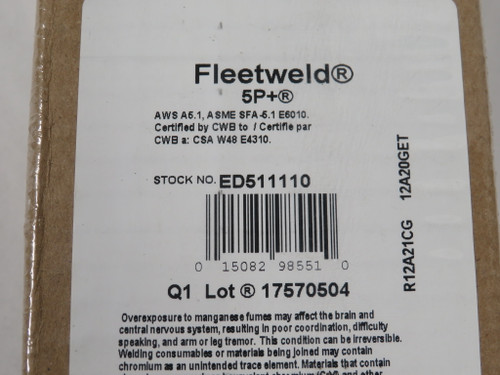 Fleetweld®
5P+®
AWS A5.1, ASME SFA-5.1 E6010.
Certified by CWB to / Certifie par
CWB a: CSA W48 E4310.
STOCK NO. ED511110
0 15082 98551 0
Q1 Lot ® 17570504
R12A21CG 12A20GET
Overexposure to manganese fumes may affect the brain and
central nervous system, resulting in poor coordination, difficulty
speaking, and arm or leg tremor. This condition can be irreversible.
Welding consumables or materials being joined may contain
chromium as an unintended trace element. Materials that contain